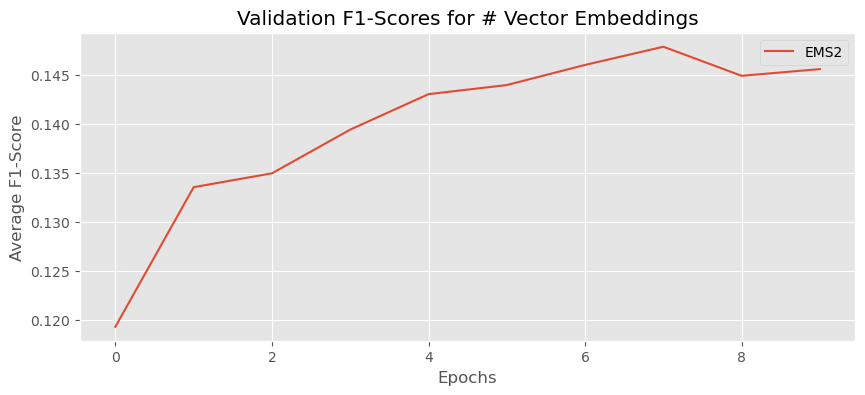 Validation F1-Scores for # Vector Embeddings
EMS2
Average F1-Score
0.145
0.140
0.135
0.130
0.125
0.120
0 2 4 6 8
Epochs